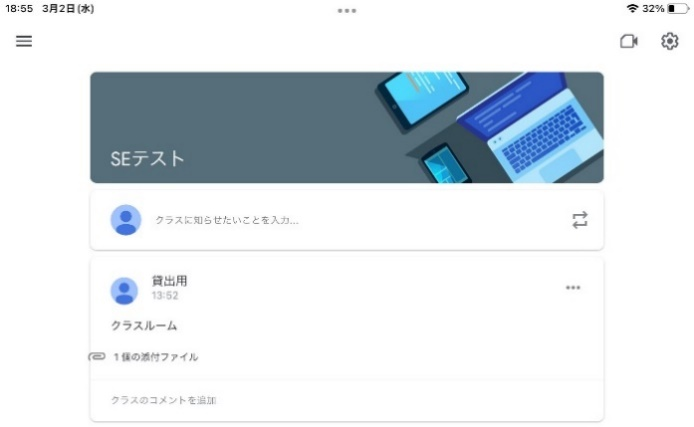 18:55 3月2日(水)
32%
SEテスト
クラスに知らせたいことを入力...
貸出用
13:52
クラスルーム
1 個の添付ファイル
クラスのコメントを追加